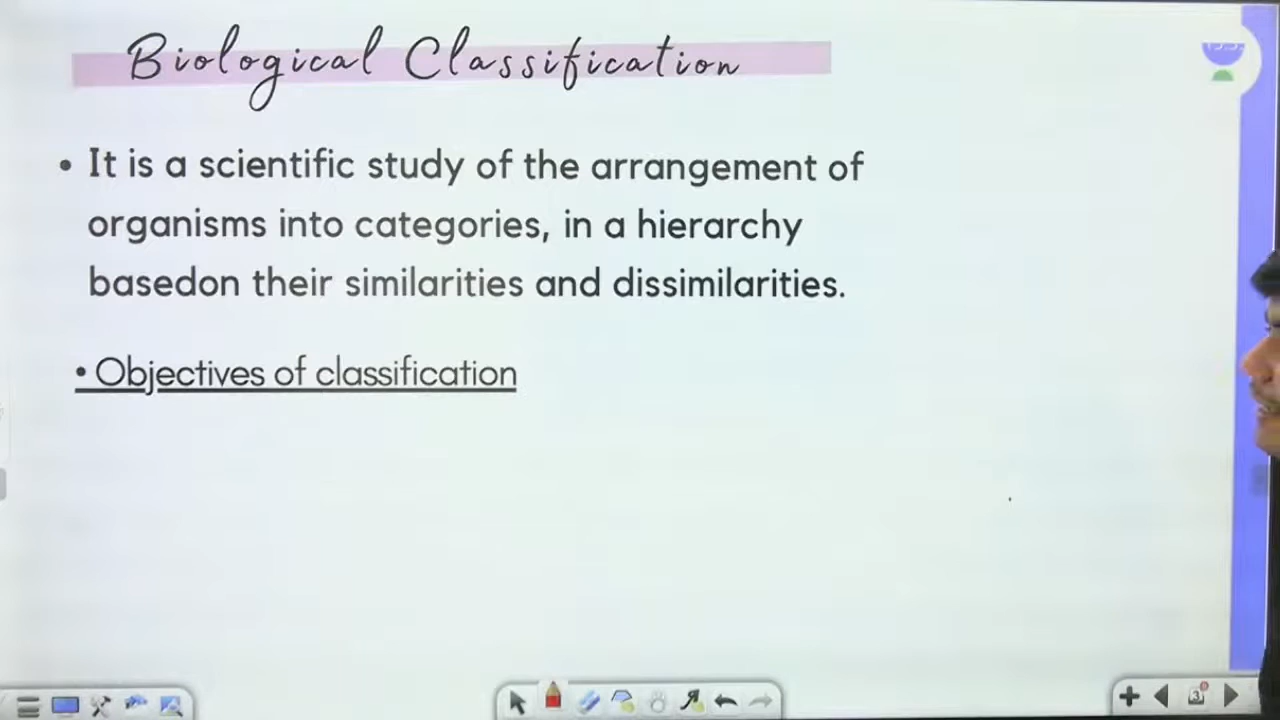 Biological Classification
• It is a scientific study of the arrangement of
organisms into categories, in a hierarchy
basedon their similarities and dissimilarities.
• Objectives of classification
3